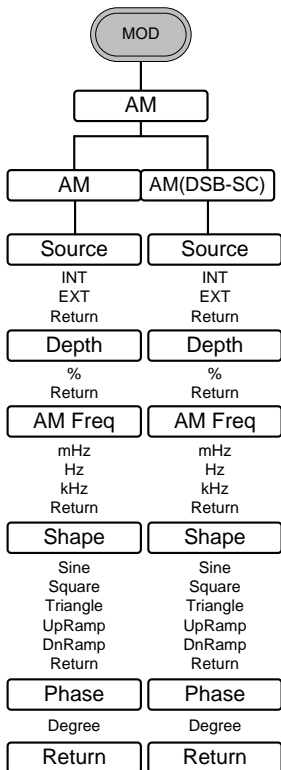 MOD
AM
AM AM(DSB-SC)
Source Source
INT INT
EXT EXT
Return Return
Depth Depth
% %
Return Return
AM Freq AM Freq
mHz mHz
Hz Hz
kHz kHz
Return Return
Shape Shape
Sine Sine
Square Square
Triangle Triangle
UpRamp UpRamp
DnRamp DnRamp
Return Return
Phase Phase
Degree Degree
Return Return